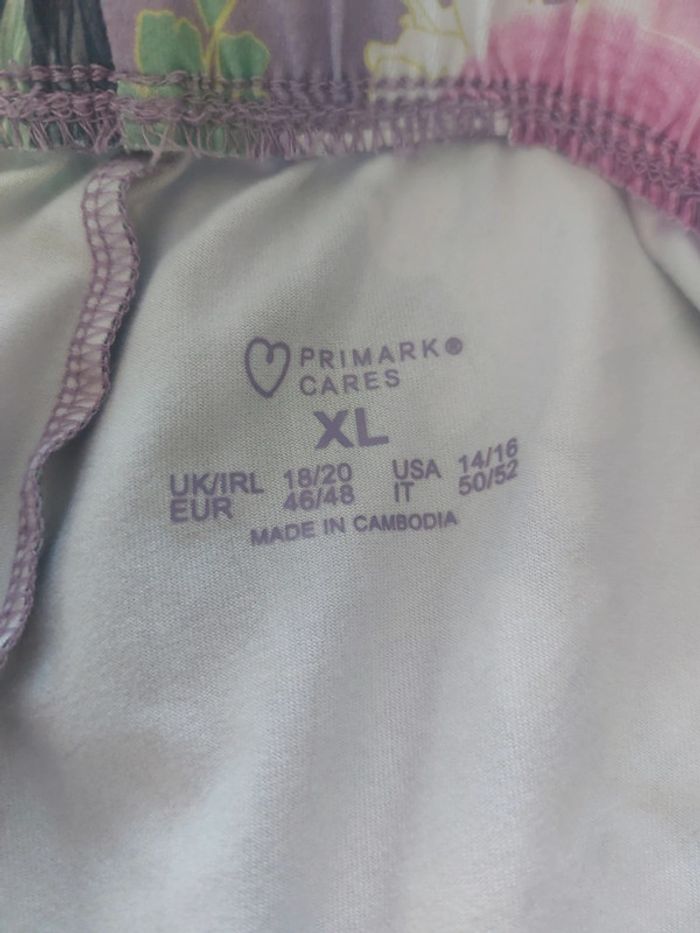 PRIMARK®
CARES
XL
UK/IRL 18/20 USA 14/16
EUR 46/48 IT 50/52
MADE IN CAMBODIA